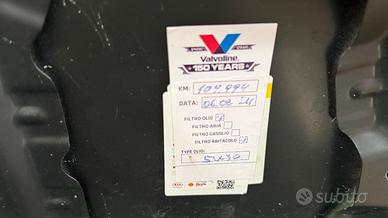 Valvoline
150 YEARS
KM: 109.994
DATA: 06.08.24
FILTRO OLIO
FILTRO ARIA
FILTRO GASOLIO
FILTRO ABITACOLO
TYPE OLIO:
5W30
subito